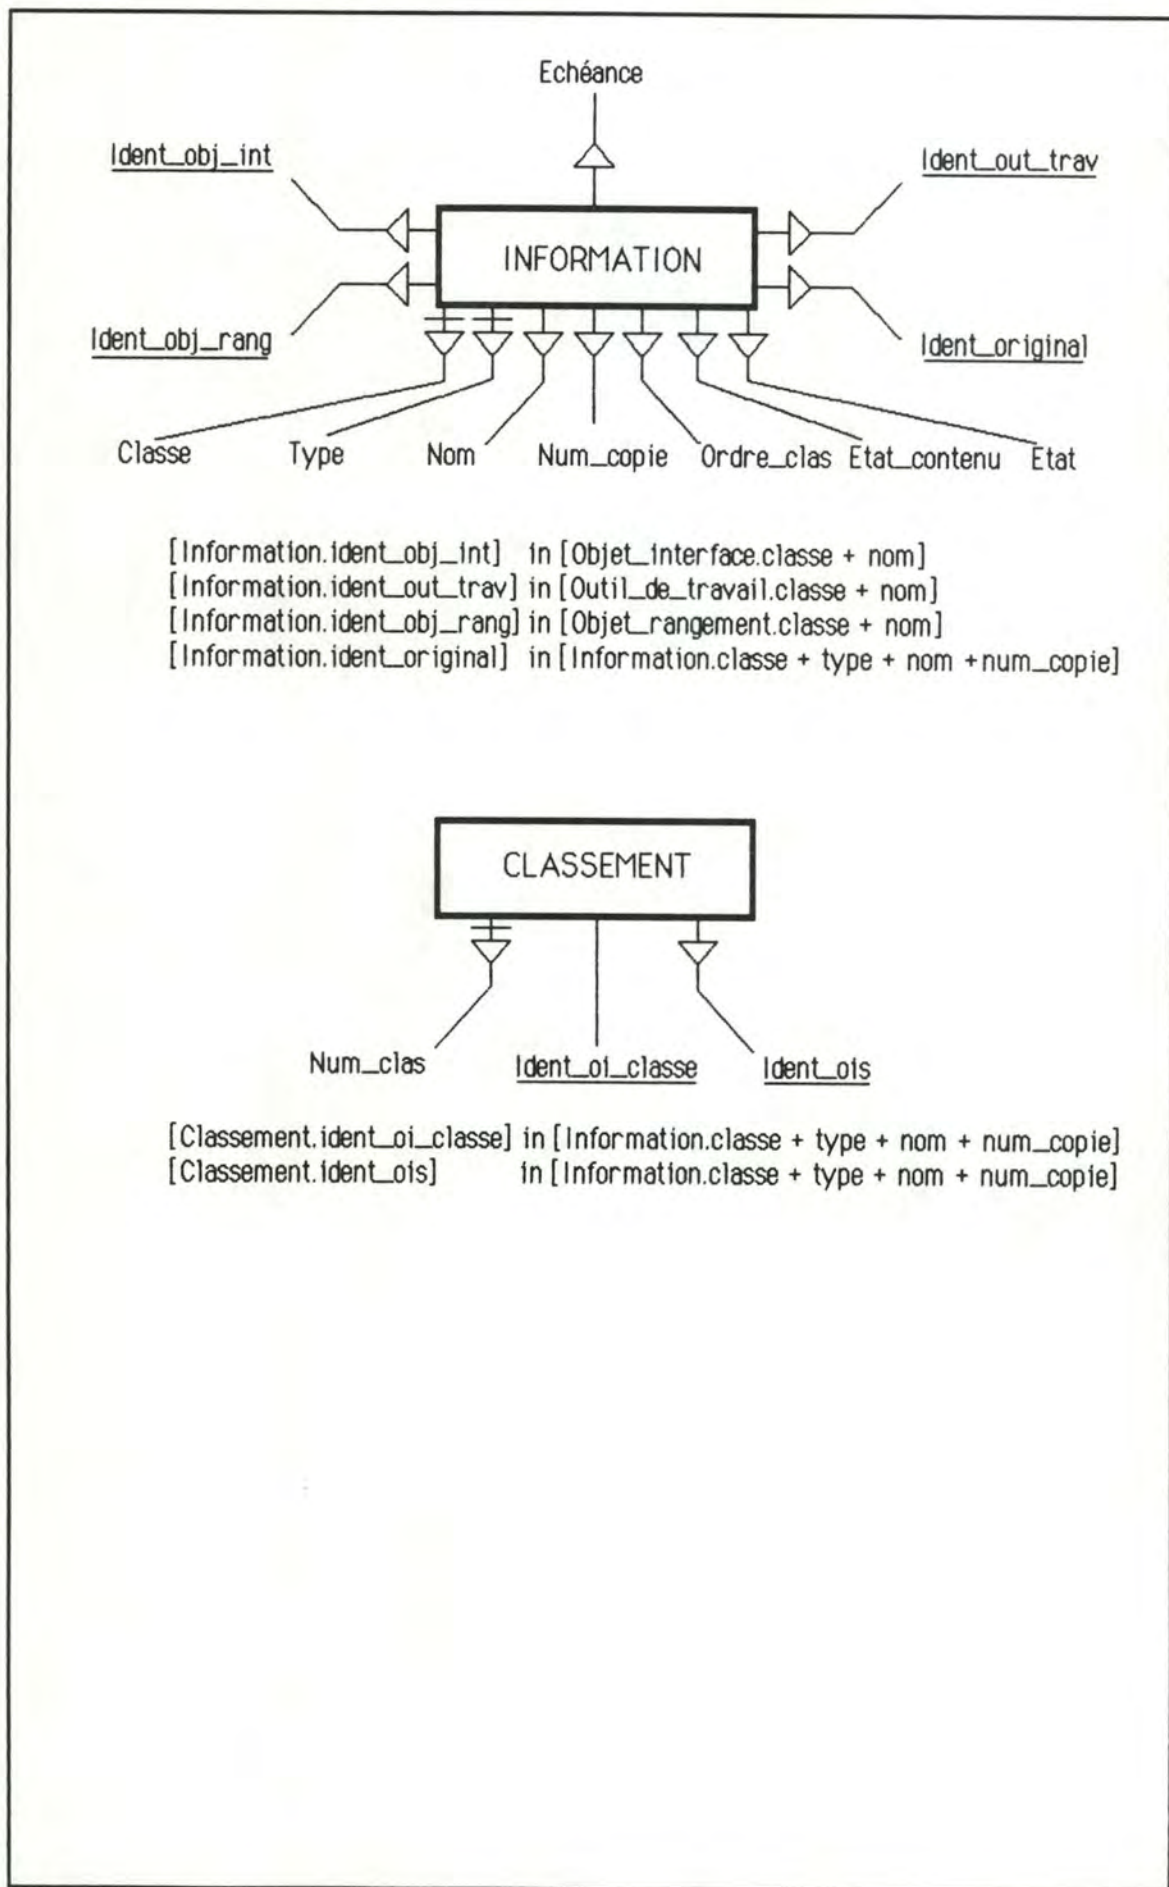 Echéance
Ident_obj_int
Ident_out_trav
INFORMATION
Ident_obj_rang
Ident_original
Classe Type Nom Num_copie Ordre_clas Etat_contenu Etat
[Information.ident_obj_int] in [Objet_interface.classe + nom]
[Information.ident_out_trav] in [Outil_de_travail.classe + nom]
[Information.ident_obj_rang] in [Objet_rangement.classe + nom]
[Information.ident_original] in [Information.classe + type + nom +num_copie]
CLASSEMENT
Num_clas Ident_oi_classe Ident_ois
[Classement.ident_oi_classe] in [Information.classe + type + nom + num_copie]
[Classement.ident_ois] in [Information.classe + type + nom + num_copie]